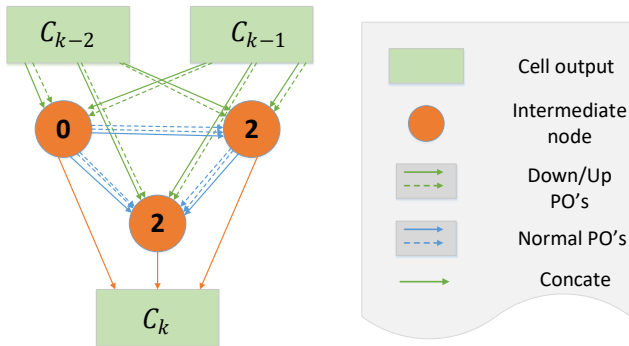 C_{k-2}
C_{k-1}
0
2
2
C_k
Cell output
Intermediate
node
Down/Up
PO's
Normal PO's
Concate